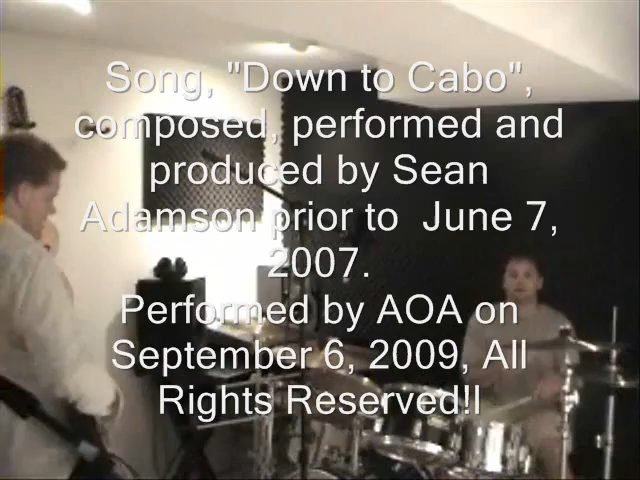 Song, "Down to Cabo",
composed, performed and
produced by Sean
Adamson prior to  June 7,
2007.
Performed by AOA on
September 6, 2009, All
Rights Reserved!l